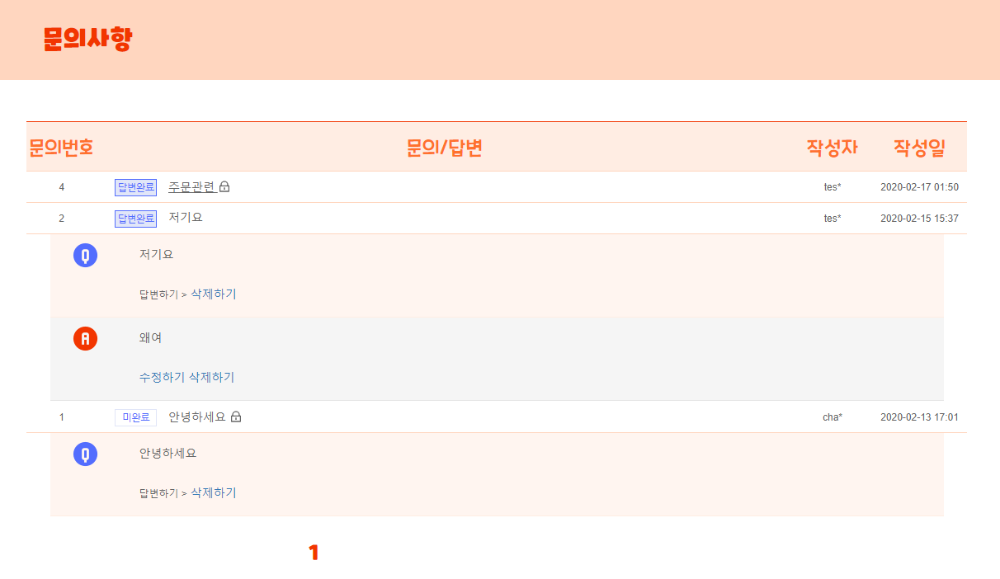 문의사항
문의번호 문의/답변 작성자 작성일
4 답변완료 주문관련 tes* 2020-02-17 01:50
2 답변완료 저기요 tes* 2020-02-15 15:37
Q 저기요
답변하기 > 삭제하기
A 왜여
수정하기 삭제하기
1 미완료 안녕하세요 cha* 2020-02-13 17:01
Q 안녕하세요
답변하기 > 삭제하기
1